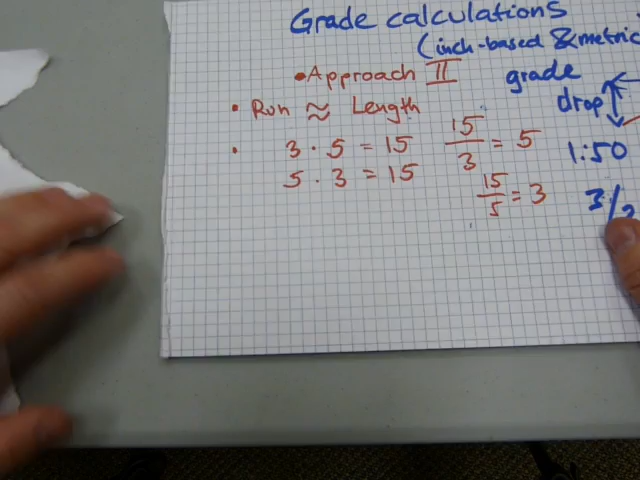 Grade calculations
(inch-based & metric
• Approach II
grade
drop
• Run ≈ Length
• 3 · 5 = 15
15/3 = 5
1:50
5 · 3 = 15
15/5 = 3
3/